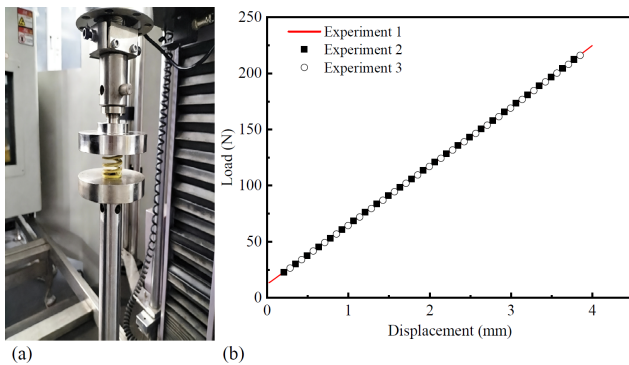 Experiment 1
Experiment 2
Experiment 3
250
200
150
100
50
0
Load (N)
0 1 2 3 4
Displacement (mm)
(a) (b)